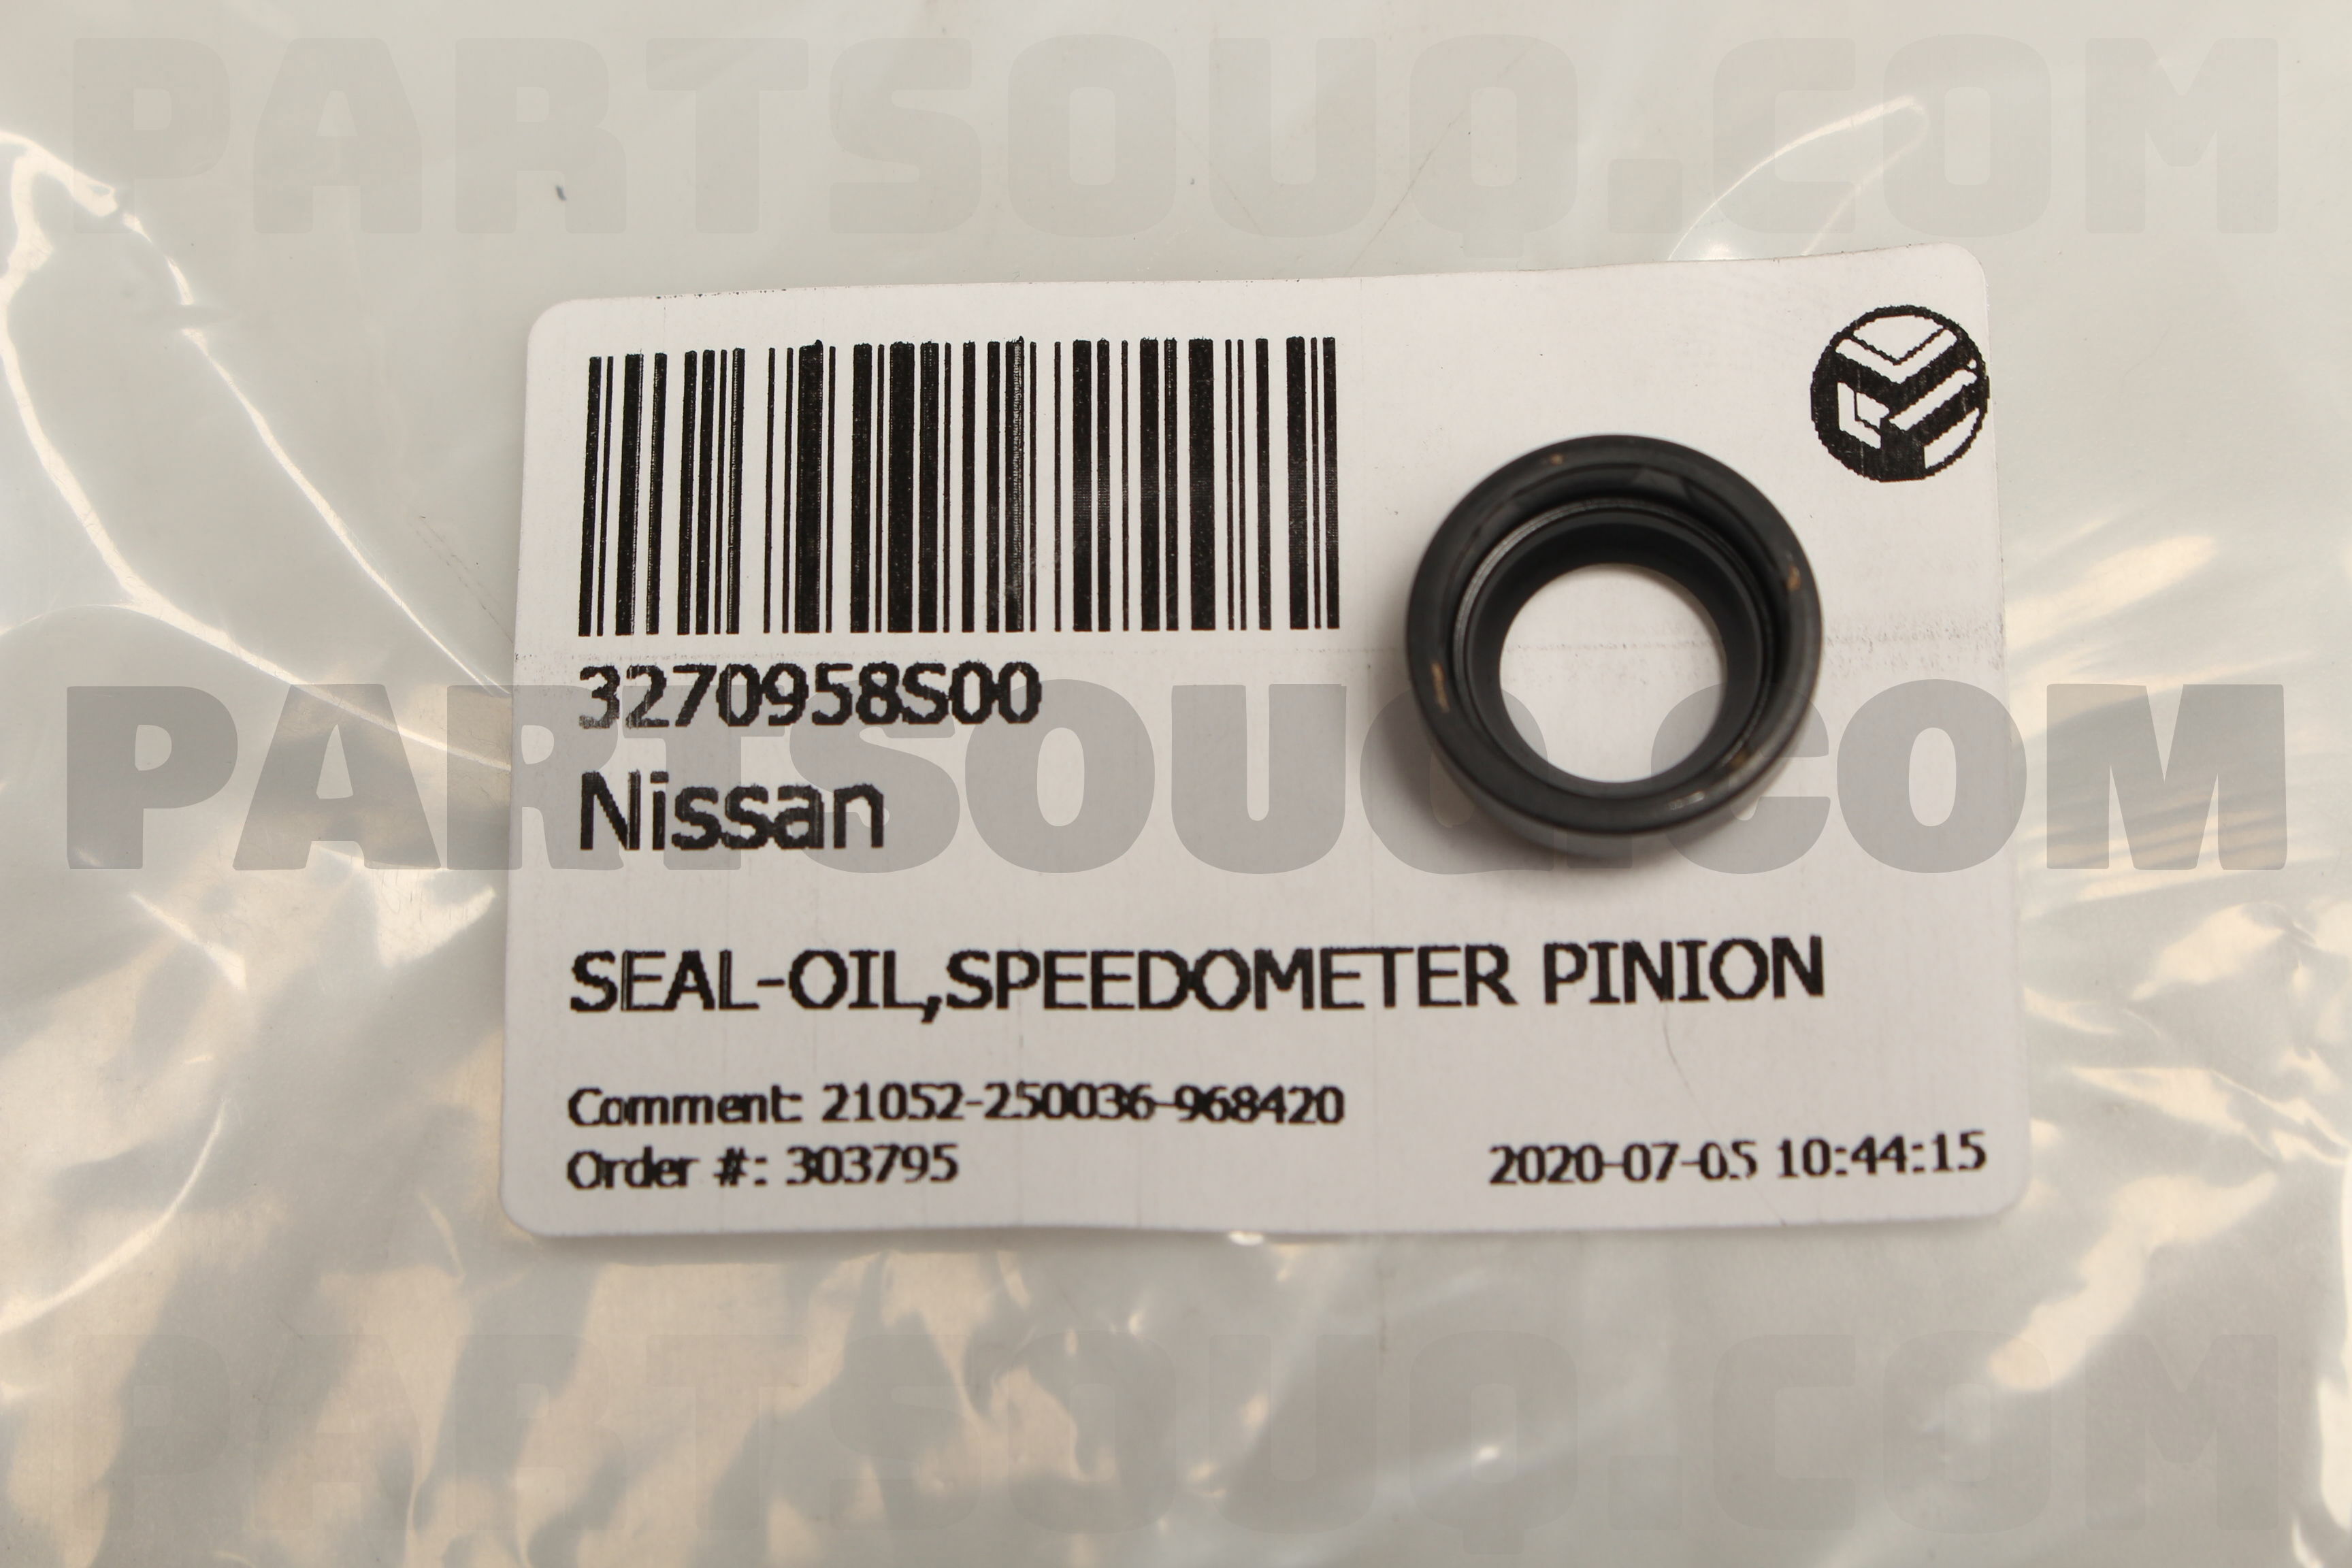 PARTSOUQ.COM
3270958S00
PARTSOUQ.COM
Nissan
SEAL-OIL,SPEEDOMETER PINION
Comment: 21052-250036-968420
Order #: 303795 2020-07-05 10:44:15
PARTSOUQ.COM